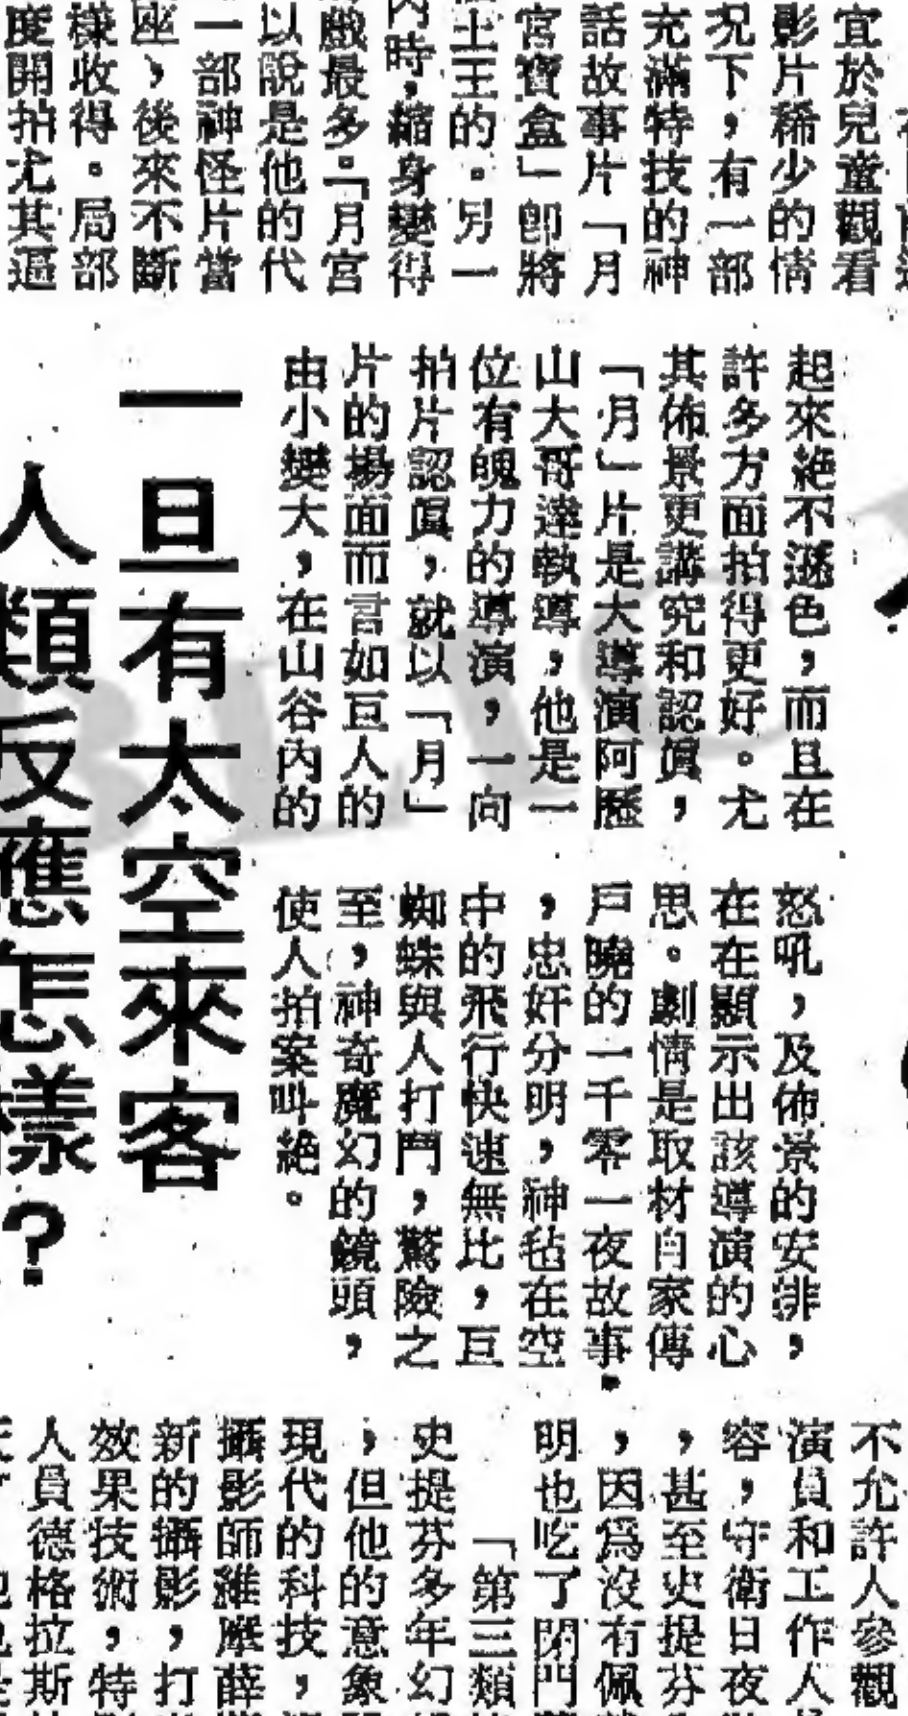 宜於兒童觀看
影片稀少的情
况下，有一部
充滿特技的神
話故事片「月
宮寶盒」卽將
土王的。另一
內時，縮身變得
戲最多。「月宮
以說是他的代
一部神怪片當
座，後來不斷
樣收得。局部
度開拍尤其逼
起來絕不遜色，而且在
許多方面拍得更好。尤
其佈景更講究和認眞，
「月」片是大導演阿歷
山大哥達執導，他是一
位有魄力的導演，一向
拍片認眞，就以「月」
片的場面而言如巨人的
由小變大，在山谷內的
怒吼，及佈景的安排，
在在顯示出該導演的心
思。劇情是取材自家傳
戶曉的一千零一夜故事
，忠奸分明，神毡在空
中的飛行快速無比，巨
蜘蛛與人打鬥，驚險之
至，神奇魔幻的鏡頭，
使人拍案叫絕。
一旦有太空來客
人類反應怎樣？
不允許人參觀
演員和工作人
容，守衛日夜
，甚至史提芬
，因爲沒有佩
明也吃了閉門
「第三類
史提芬多年幻
，但他的意象
現代的科技，
攝影師維摩薛
新的攝影，打
效果技術，特
人員德格拉斯